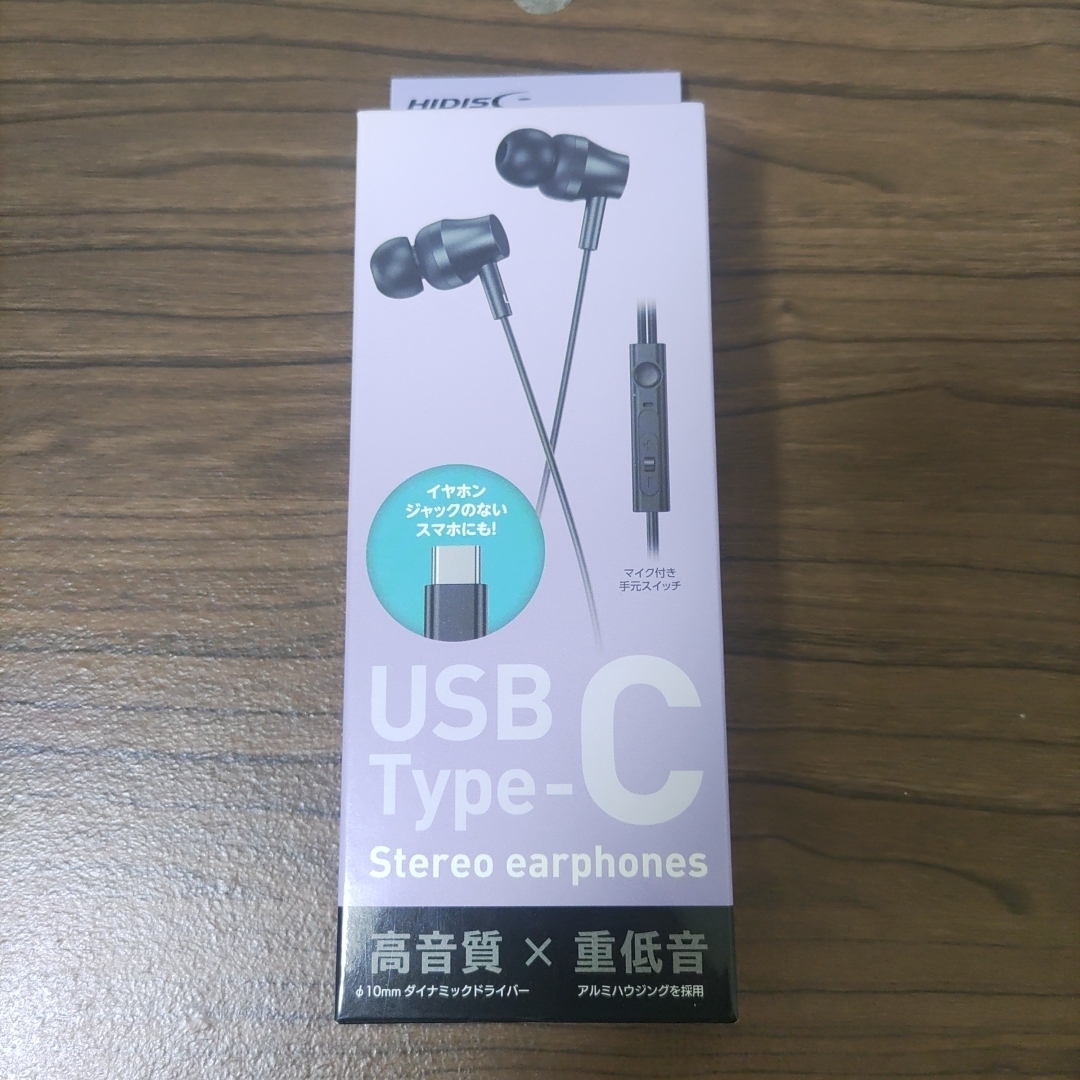 HIDISC
イヤホン
ジャックのない
スマホにも!
マイク付き
手元スイッチ
USB
Type-C
Stereo earphones
高音質 × 重低音
φ10mm ダイナミックドライバー アルミハウジングを採用